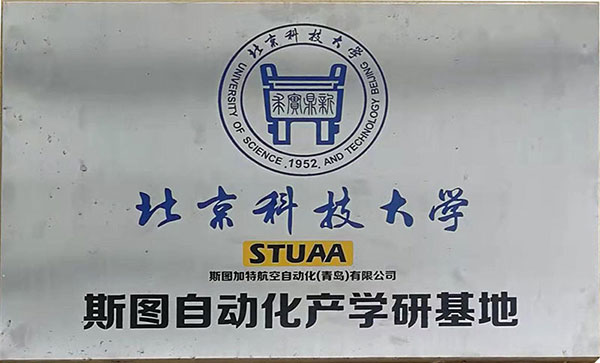 北京科技大学
求实鼎新
UNIVERSITY OF SCIENCE .1952. AND TECHNOLOGY BEIJING
北京科技大学
STUAA
斯图加特航空自动化(青岛)有限公司
斯图自动化产学研基地